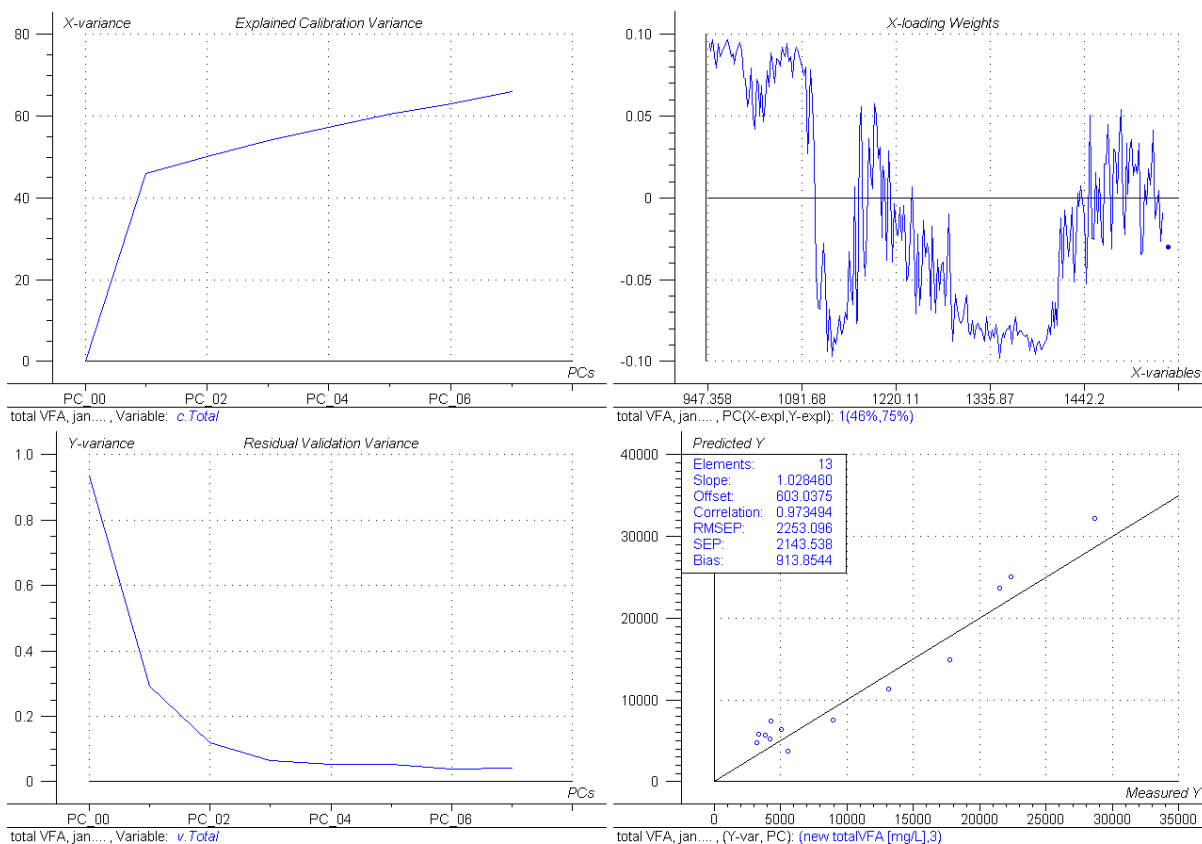 X-variance Explained Calibration Variance
80
60
40
20
0
PCs
PC_00 PC_02 PC_04 PC_06
total VFA, jan...., Variable: c.Total
X-loading Weights
0.10
0.05
0
-0.05
-0.10
X-variables
947.358 1091.68 1220.11 1335.87 1442.2
total VFA, jan...., PC(X-expl,Y-expl): 1(46%,75%)
Y-variance Residual Validation Variance
1.0
0.8
0.6
0.4
0.2
0
PCs
PC_00 PC_02 PC_04 PC_06
total VFA, jan...., Variable: v.Total
Predicted Y
40000
30000
20000
10000
0
Elements: 13
Slope: 1.028460
Offset: 603.0375
Correlation: 0.973494
RMSEP: 2253.096
SEP: 2143.538
Bias: 913.8544
Measured Y
0 5000 10000 15000 20000 25000 30000 35000
total VFA, jan...., (Y-var, PC): (new totalVFA [mg/L],3)